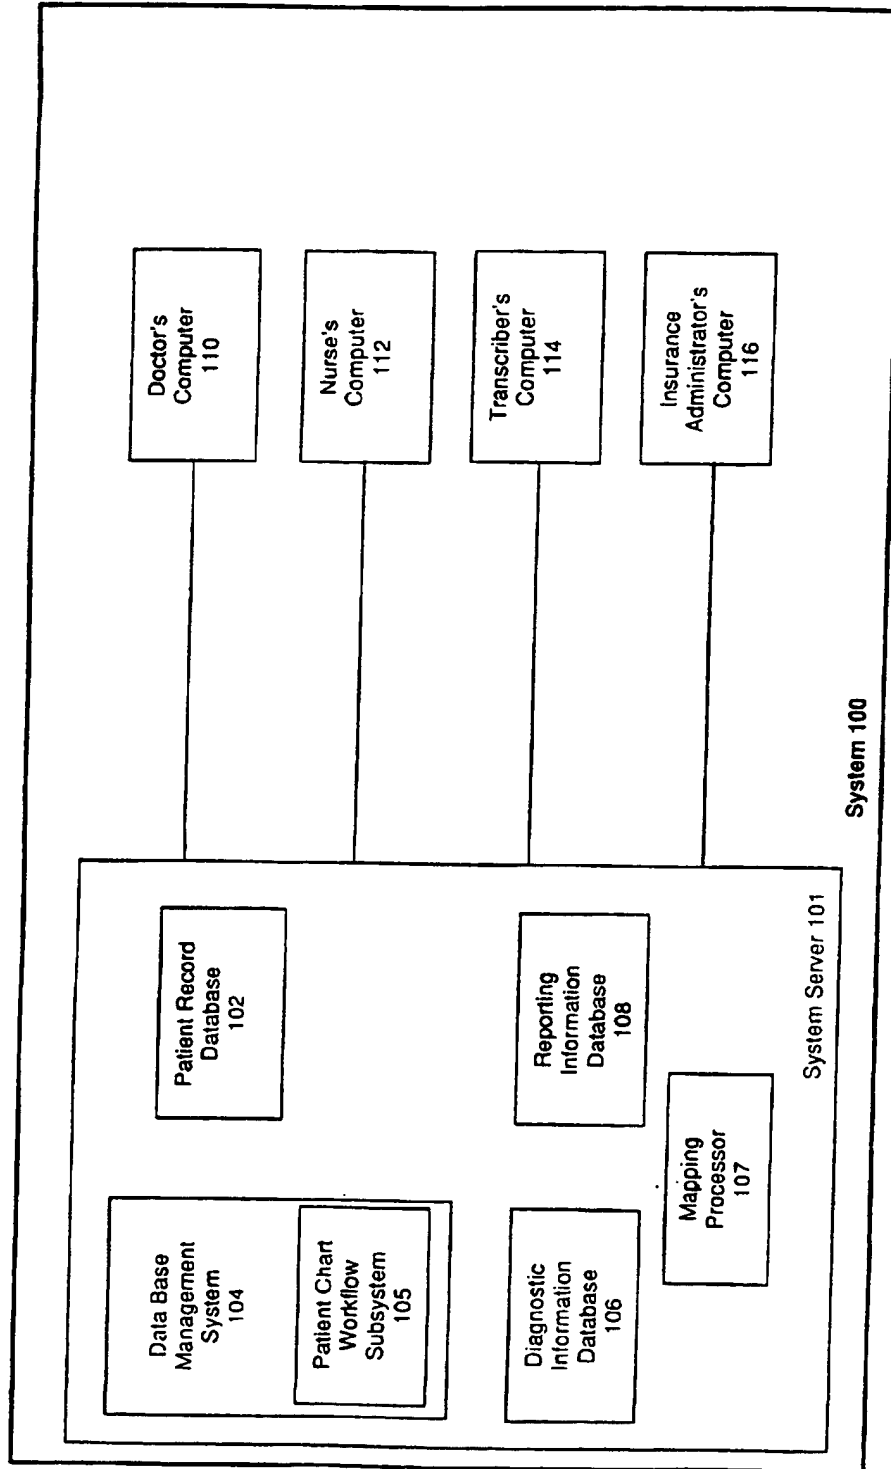 Data Base
Management
System
104
Patient Chart
Workflow
Subsystem
105
Patient Record
Database
102
Diagnostic
Information
Database
106
Reporting
Information
Database
108
Mapping
Processor
107
System Server 101
Doctor's
Computer
110
Nurse's
Computer
112
Transcriber's
Computer
114
Insurance
Administrator's
Computer
116
System 100